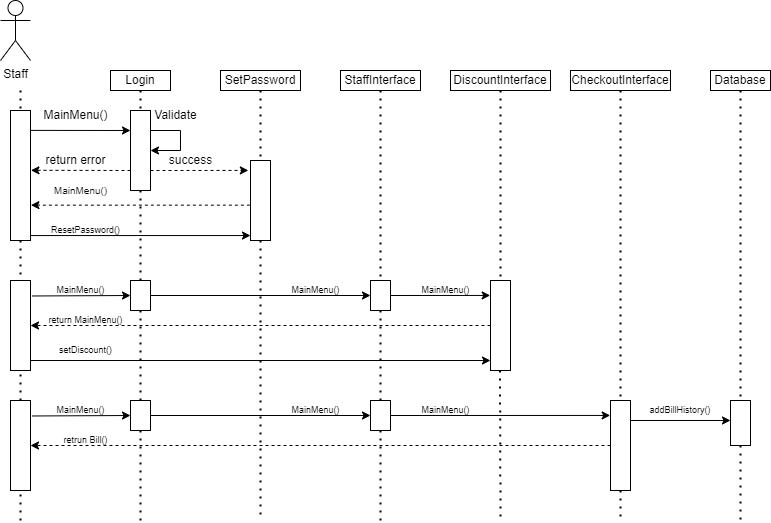 Staff
Login
SetPassword
StaffInterface
DiscountInterface
CheckoutInterface
Database
MainMenu()
Validate
return error
success
MainMenu()
ResetPassword()
MainMenu()
MainMenu()
MainMenu()
return MainMenu()
setDiscount()
MainMenu()
MainMenu()
MainMenu()
addBillHistory()
retrun Bill()